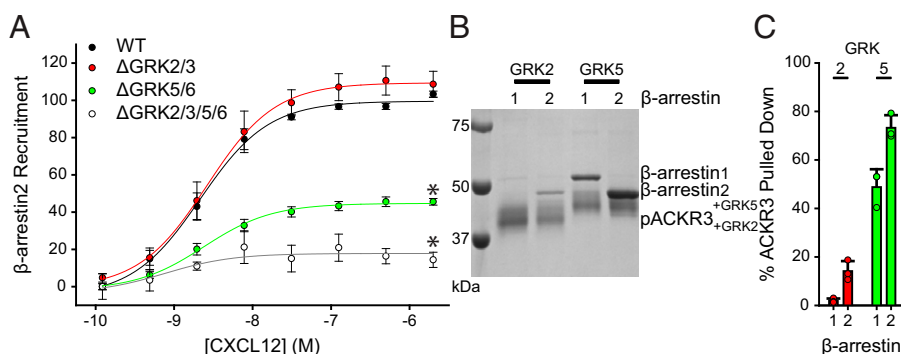 A
WT
ΔGRK2/3
ΔGRK5/6
ΔGRK2/3/5/6
β-arrestin2 Recruitment
120
100
80
60
40
20
0
*
*
-10 -9 -8 -7 -6
[CXCL12] (M)
B
GRK2 GRK5
1 2 1 2 β-arrestin
75
50
37
kDa
β-arrestin1
β-arrestin2
+GRK5
pACKR3
+GRK2
C
GRK
2 5
% ACKR3 Pulled Down
80
60
40
20
0
1 2 1 2
β-arrestin